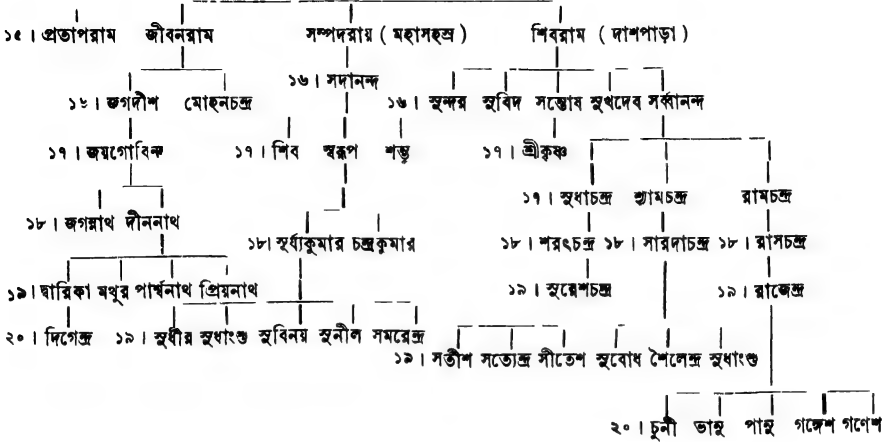 ১৫। প্রতাপরাম জীবনরাম সম্পদরায় ( মহাসহস্র ) শিবরাম ( দাশপাড়া )
১৬। সদানন্দ
১৬। জগদীশ মোহনচন্দ্র ১৬। সুন্দর সুবিদ সন্তোষ সুখদেব সর্ব্বানন্দ
১৭। জয়গোবিন্দ ১৭। শিব স্বরূপ শম্ভু ১৭। শ্রীকৃষ্ণ
১৭। সুধাচন্দ্র শ্যামচন্দ্র রামচন্দ্র
১৮। জগন্নাথ দীননাথ
১৮। সূর্য্যকুমার চন্দ্রকুমার ১৮। শরৎচন্দ্র ১৮। সারদাচন্দ্র ১৮। রাসচন্দ্র
১৯। দ্বারিকা মথুর পার্শ্বনাথ প্রিয়নাথ ১৯। সুরেশচন্দ্র ১৯। রাজেন্দ্র
২০। দিগেন্দ্র ১৯। সুধীর সুধাংশু সুবিনয় সুনীল সমরেন্দ্র
১৯। সতীশ সত্যেন্দ্র সীতেশ সুবোধ শৈলেন্দ্র সুধাংশু
২০। চুনী ভানু পানু গঙ্গেশ গণেশ